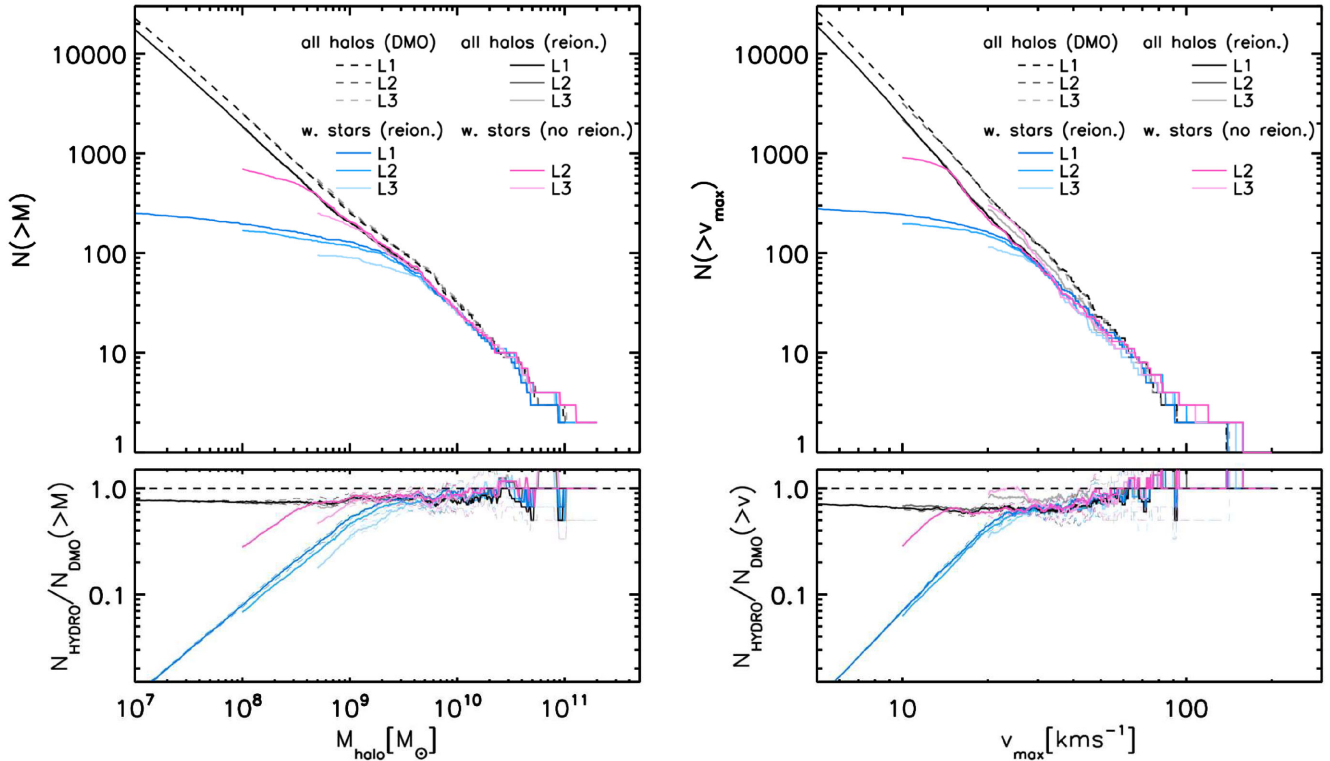 all halos (DMO) all halos (reion.)
L1 L1
L2 L2
L3 L3
w. stars (reion.) w. stars (no reion.)
L1
L2 L2
L3 L3
10000
1000
100
10
1
N(>M)
1.0
0.1
N_HYDRO/N_DMO(>M)
10^7 10^8 10^9 10^10 10^11
M_halo[M_⊙]
all halos (DMO) all halos (reion.)
L1 L1
L2 L2
L3 L3
w. stars (reion.) w. stars (no reion.)
L1
L2 L2
L3 L3
10000
1000
100
10
1
N(>v_max)
1.0
0.1
N_HYDRO/N_DMO(>v)
10 100
v_max[kms^-1]